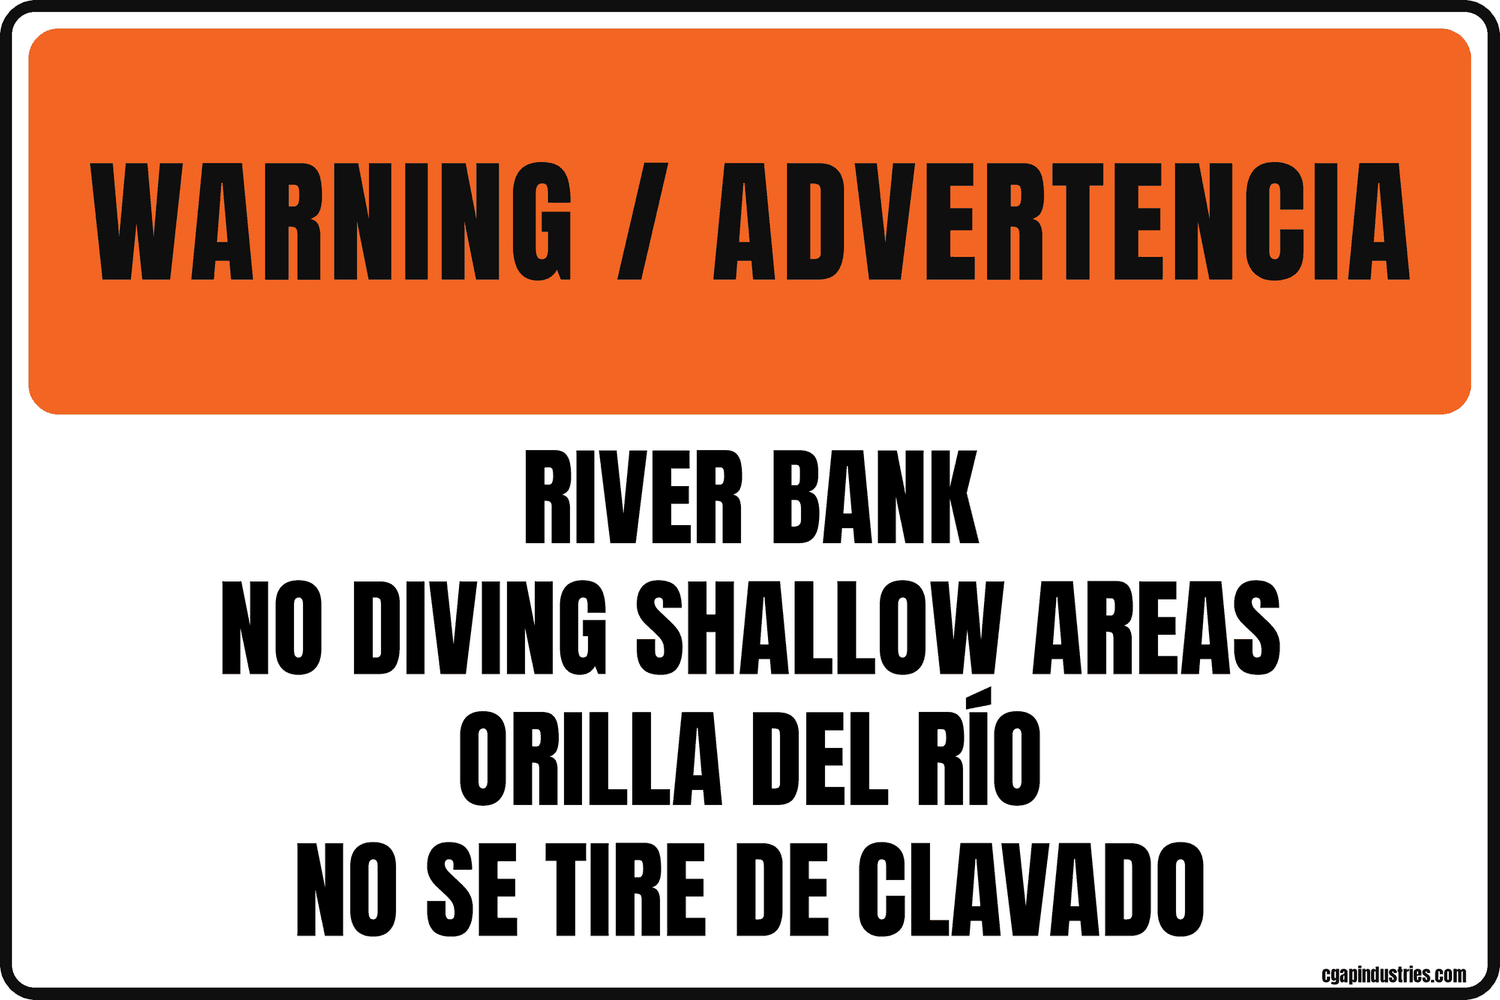 WARNING / ADVERTENCIA
RIVER BANK
NO DIVING SHALLOW AREAS
ORILLA DEL RÍO
NO SE TIRE DE CLAVADO
cgapindustries.com